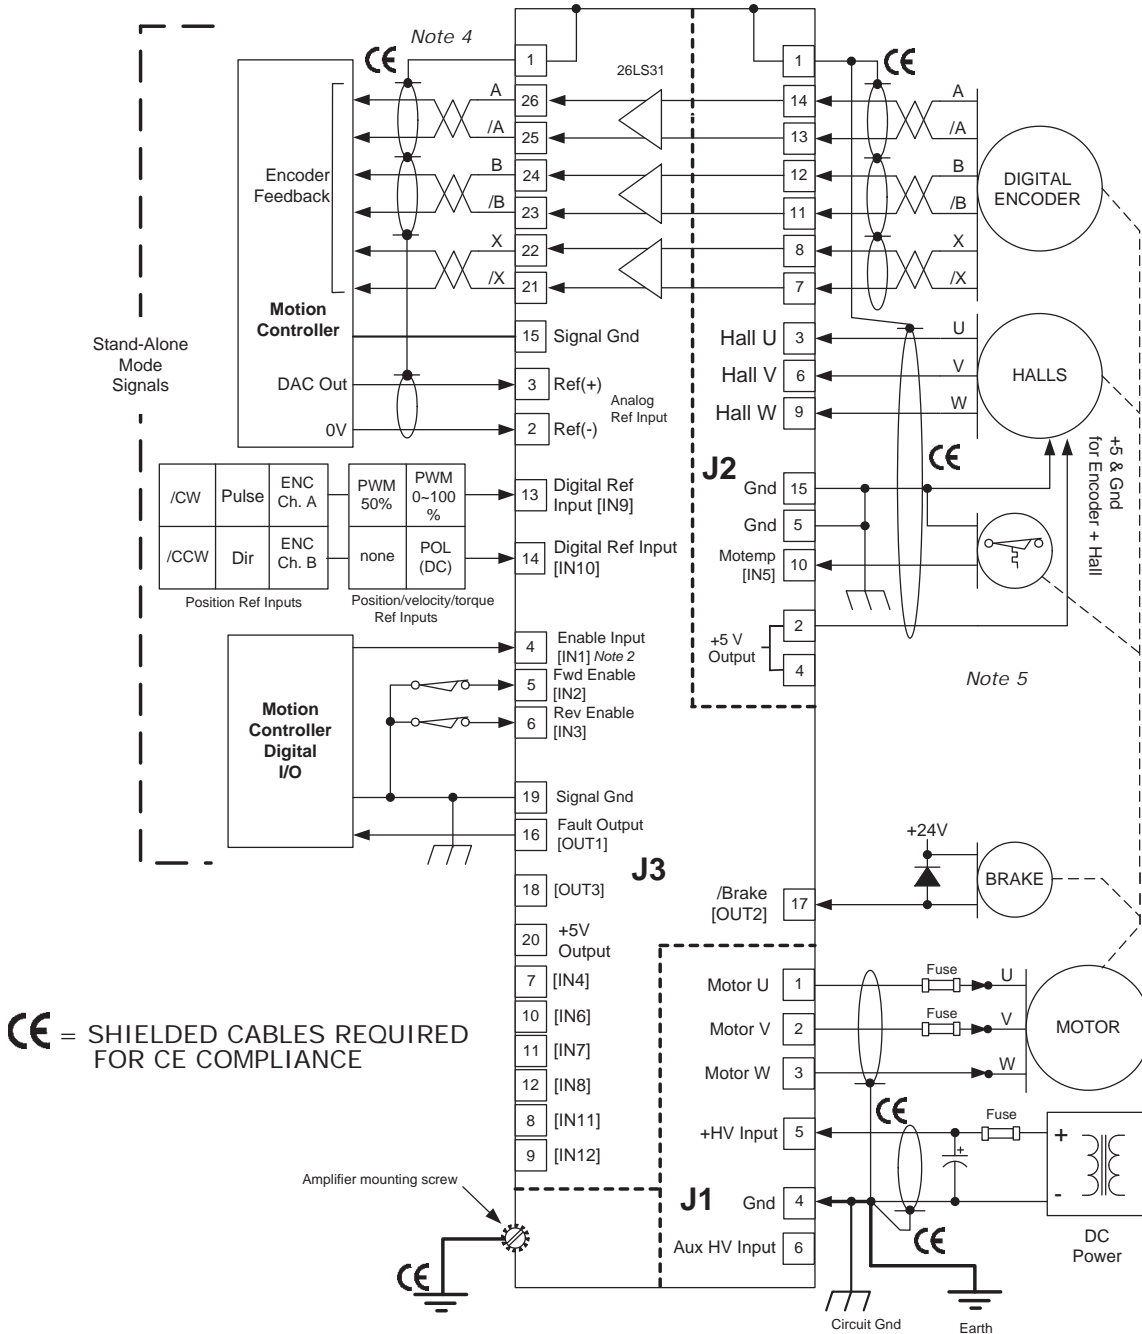 Note 4
CE
1
26LS31
1
CE
A
26
14
A
/A
25
13
/A
Encoder
Feedback
B
24
12
B
/B
23
11
/B
DIGITAL
ENCODER
X
22
8
X
/X
21
7
/X
Motion
Controller
Stand-Alone
Mode
Signals
15
Signal Gnd
Hall U
3
U
DAC Out
3
Ref(+)
Hall V
6
V
HALLS
Analog
Ref Input
0V
2
Ref(-)
Hall W
9
W
J2
CE
+5 & Gnd
for Encoder + Hall
/CW
Pulse
ENC
Ch. A
PWM
50%
PWM
0~100
%
13
Digital Ref
Input [IN9]
Gnd
15
Gnd
5
/CCW
Dir
ENC
Ch. B
none
POL
(DC)
14
Digital Ref Input
[IN10]
Motemp
[IN5]
10
Position Ref Inputs
Position/velocity/torque
Ref Inputs
+5 V
Output
2
4
Note 5
4
Enable Input
[IN1] Note 2
5
Fwd Enable
[IN2]
6
Rev Enable
[IN3]
Motion
Controller
Digital
I/O
19
Signal Gnd
16
Fault Output
[OUT1]
J3
18
[OUT3]
20
+5V
Output
7
[IN4]
10
[IN6]
11
[IN7]
12
[IN8]
8
[IN11]
9
[IN12]
+24V
BRAKE
/Brake
[OUT2]
17
Motor U
1
Fuse
U
Motor V
2
Fuse
V
MOTOR
Motor W
3
W
CE = SHIELDED CABLES REQUIRED
FOR CE COMPLIANCE
CE
+HV Input
5
Fuse
+
+
-
Amplifier mounting screw
J1
Gnd
4
CE
DC
Power
Aux HV Input
6
CE
Circuit Gnd
Earth